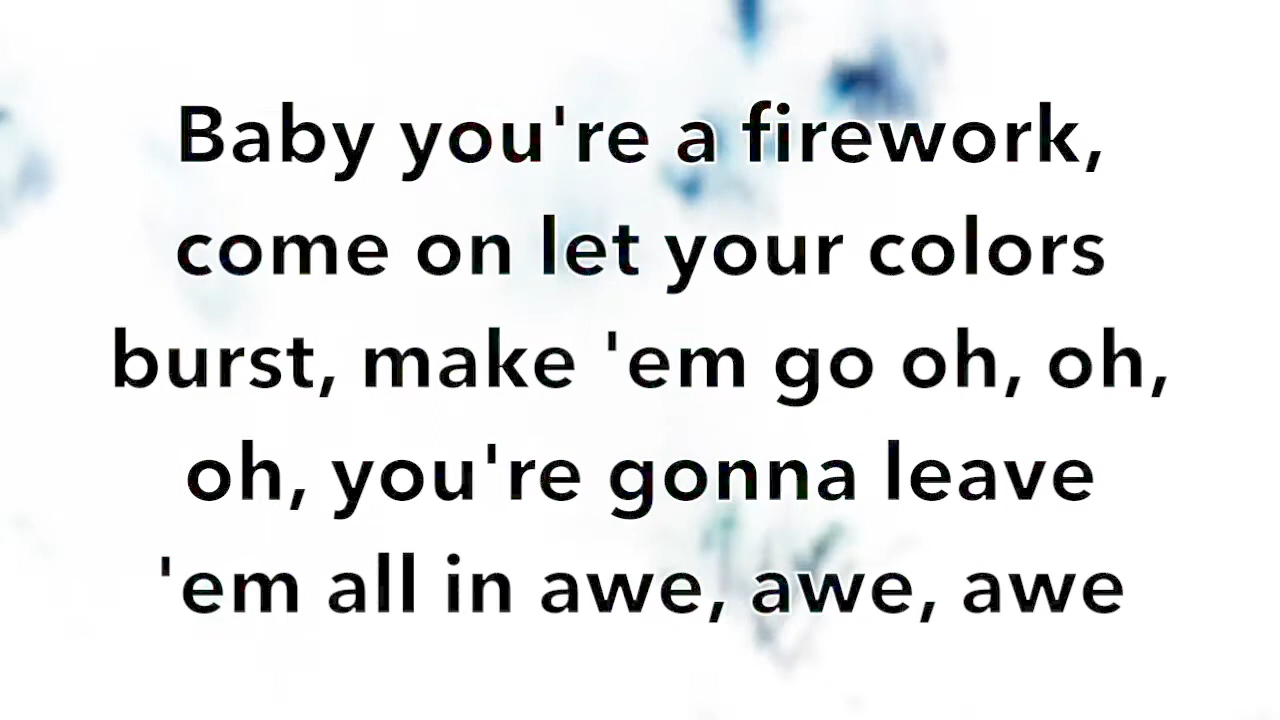 Baby you're a firework,
come on let your colors
burst, make 'em go oh, oh,
oh, you're gonna leave
'em all in awe, awe, awe